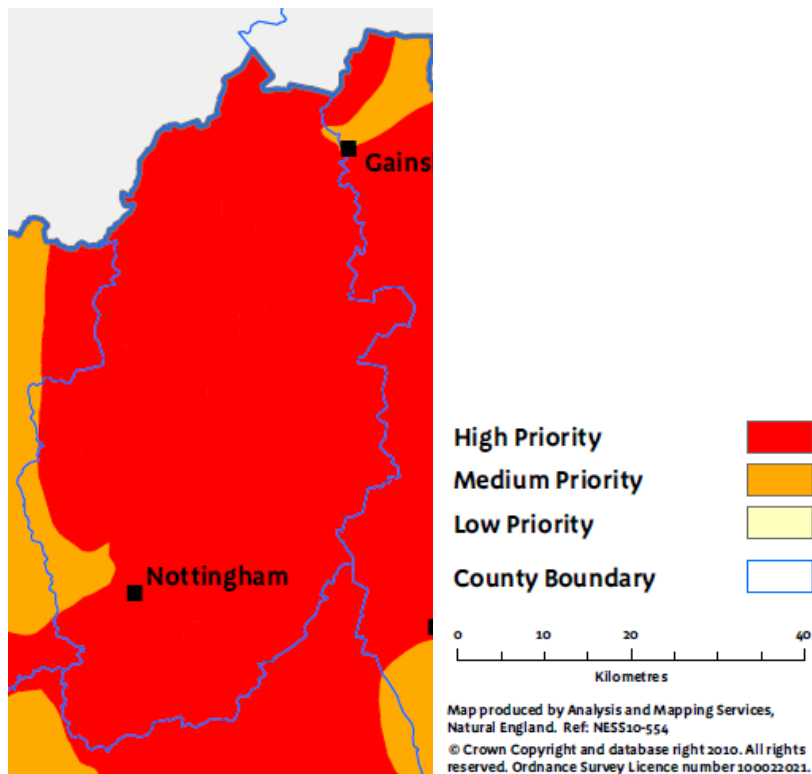 Gains
Nottingham
High Priority
Medium Priority
Low Priority
County Boundary
0 10 20 40
Kilometres
Map produced by Analysis and Mapping Services,
Natural England. Ref: NESS10-554
© Crown Copyright and database right 2010. All rights
reserved. Ordnance Survey Licence number 100022021.